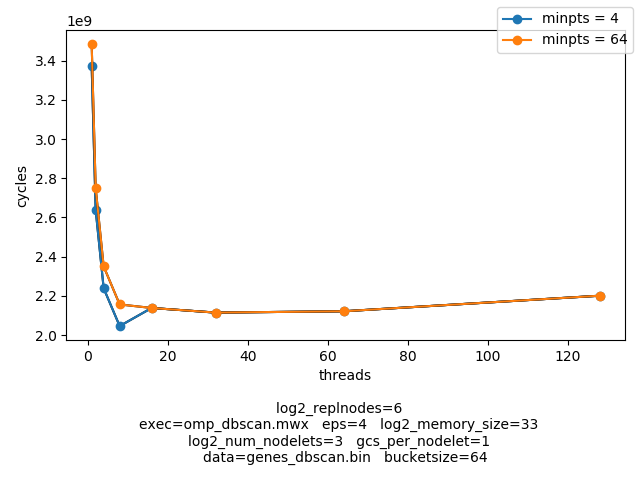 1e9
minpts = 4
minpts = 64
3.4
3.2
3.0
2.8
2.6
2.4
2.2
2.0
cycles
0 20 40 60 80 100 120
threads
log2_replnodes=6
exec=omp_dbscan.mwx eps=4 log2_memory_size=33
log2_num_nodelets=3 gcs_per_nodelet=1
data=genes_dbscan.bin bucketsize=64